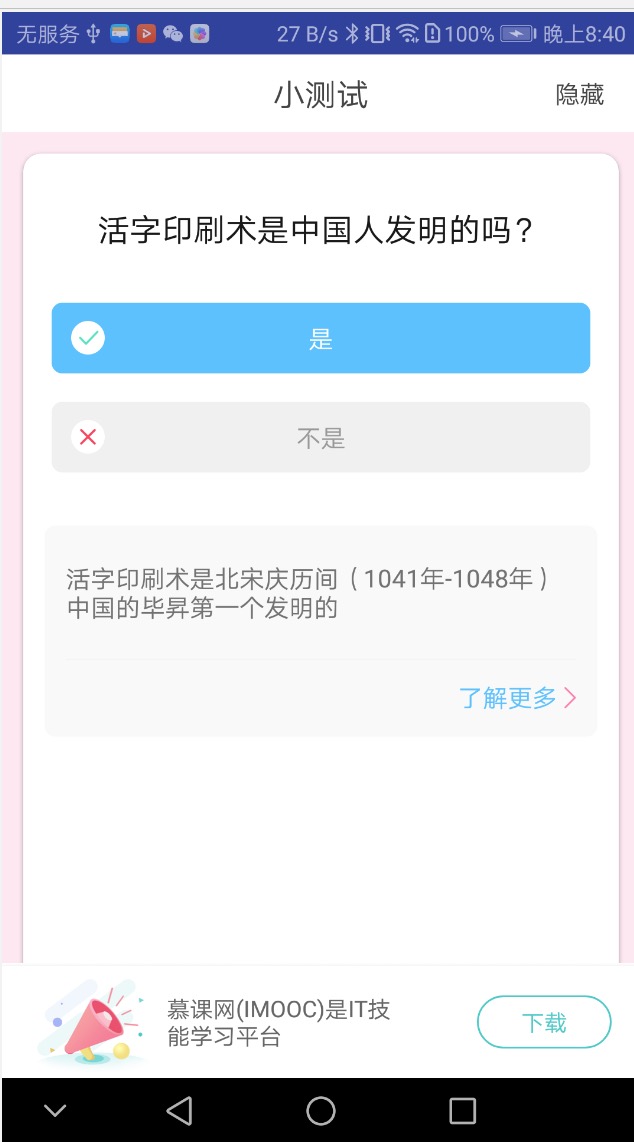 无服务 27 B/s 100% 晚上8:40
小测试
隐藏
活字印刷术是中国人发明的吗?
是
不是
活字印刷术是北宋庆历间（1041年-1048年）
中国的毕昇第一个发明的
了解更多
慕课网(IMOOC)是IT技
能学习平台
下载